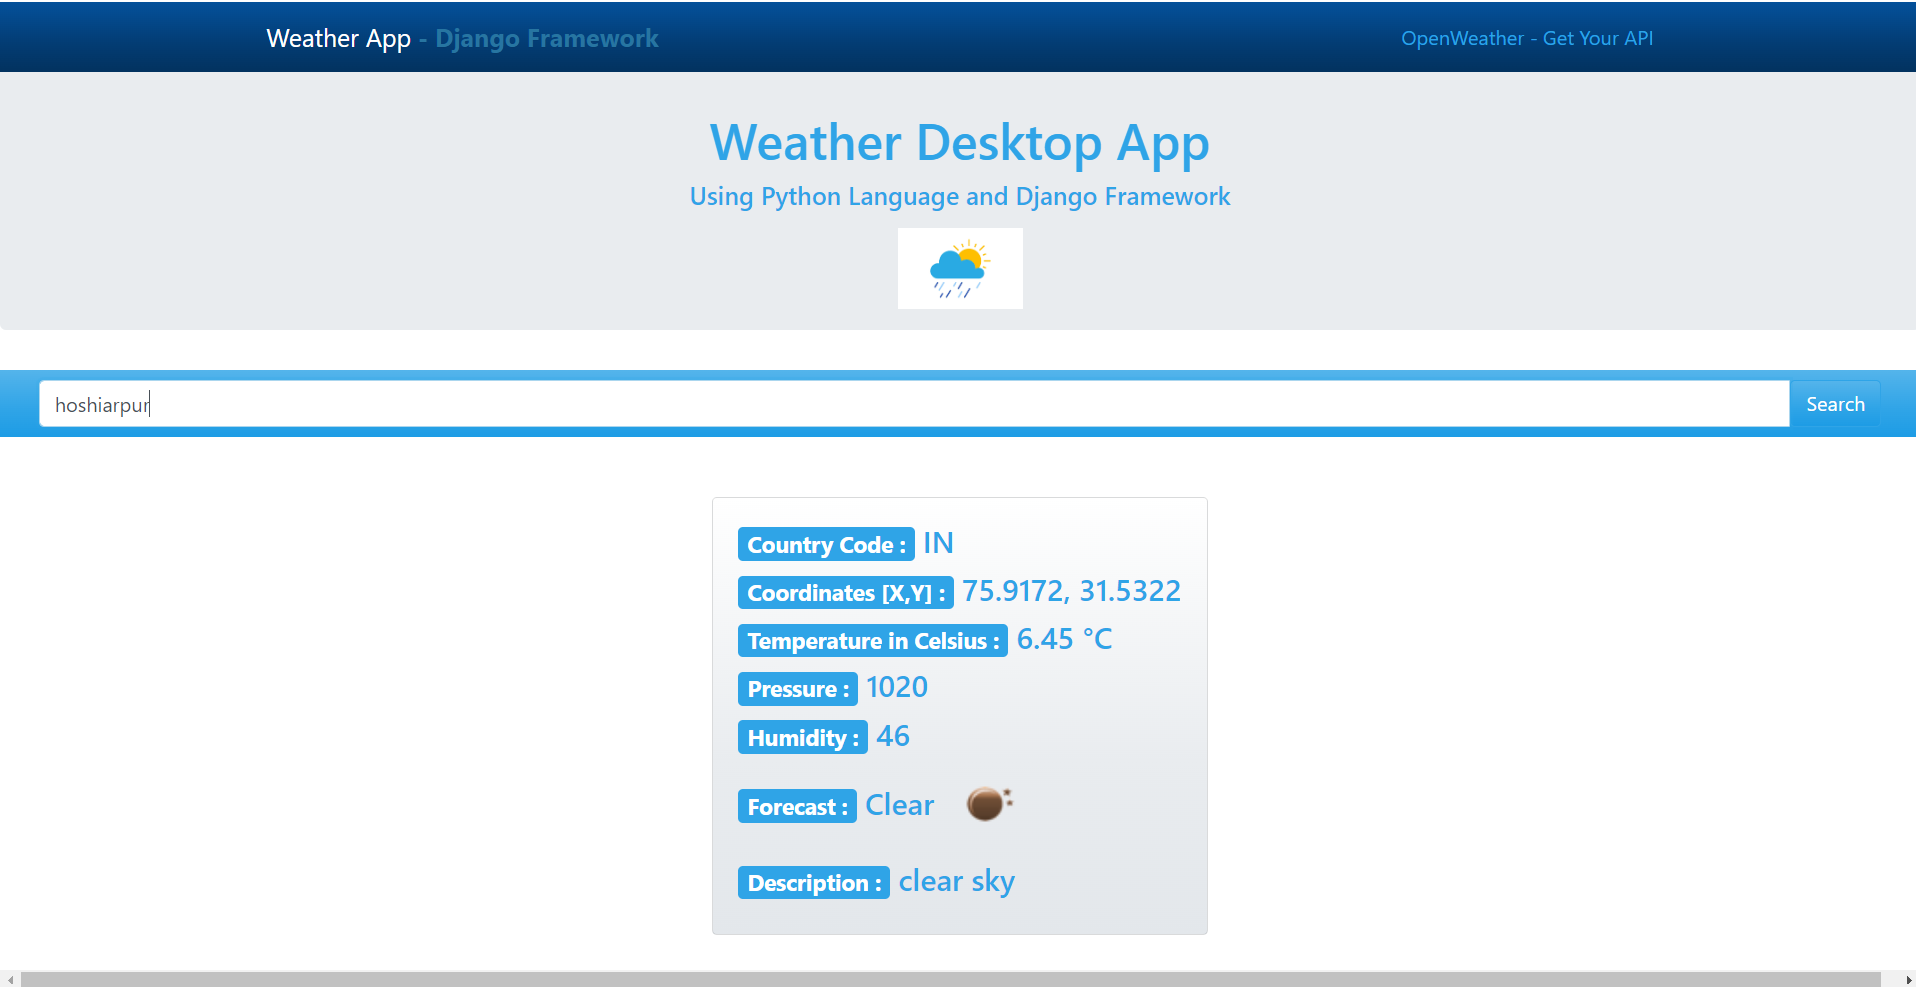 Weather App - Django Framework
OpenWeather - Get Your API
Weather Desktop App
Using Python Language and Django Framework
hoshiarpur
Search
Country Code : IN
Coordinates [X,Y] : 75.9172, 31.5322
Temperature in Celsius : 6.45 °C
Pressure : 1020
Humidity : 46
Forecast : Clear
Description : clear sky